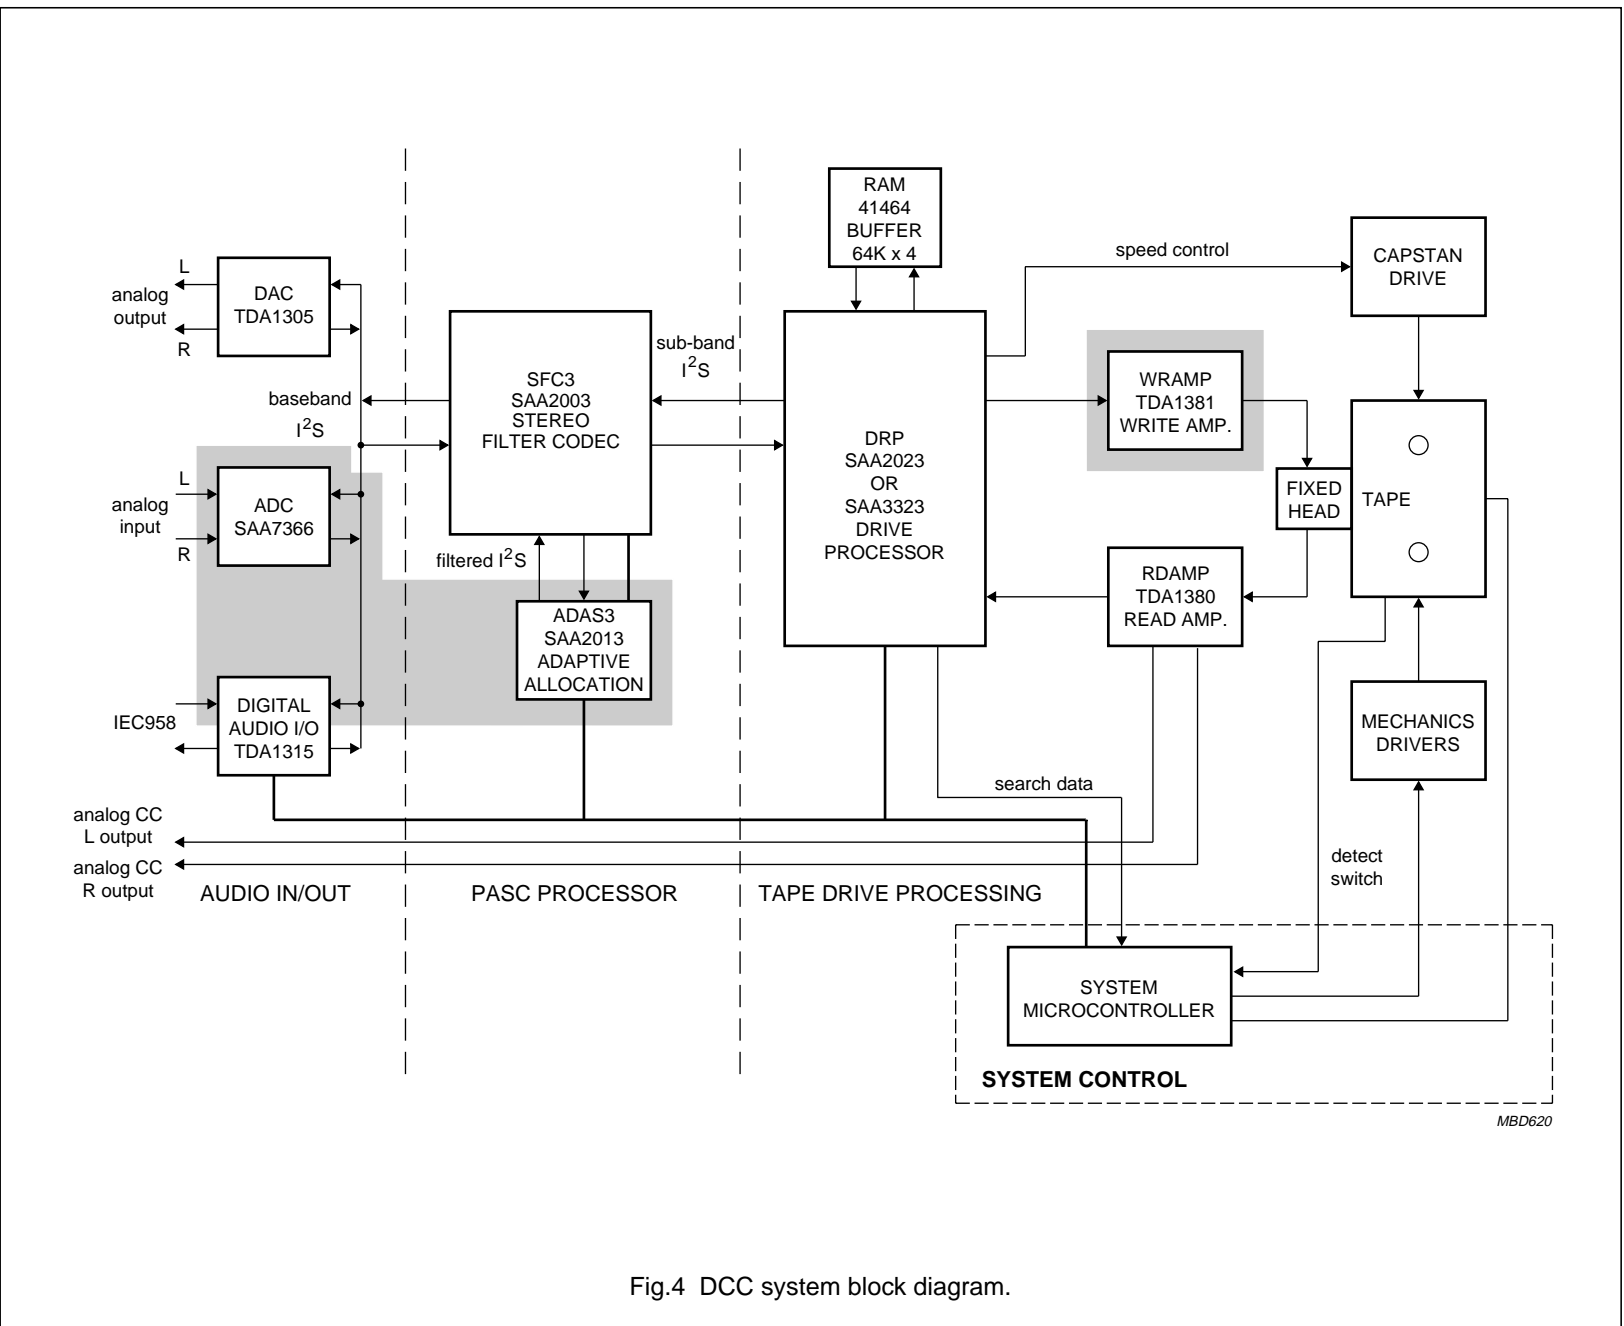 RAM
41464
BUFFER
64K x 4
speed control
CAPSTAN
DRIVE
L
analog
output
R
DAC
TDA1305
sub-band
I2S
SFC3
SAA2003
STEREO
FILTER CODEC
baseband
I2S
WRAMP
TDA1381
WRITE AMP.
DRP
SAA2023
OR
SAA3323
DRIVE
PROCESSOR
L
analog
input
R
ADC
SAA7366
FIXED
HEAD
TAPE
filtered I2S
RDAMP
TDA1380
READ AMP.
ADAS3
SAA2013
ADAPTIVE
ALLOCATION
IEC958
DIGITAL
AUDIO I/O
TDA1315
MECHANICS
DRIVERS
search data
analog CC
L output
analog CC
R output
detect
switch
AUDIO IN/OUT
PASC PROCESSOR
TAPE DRIVE PROCESSING
SYSTEM
MICROCONTROLLER
SYSTEM CONTROL
MBD620
Fig.4 DCC system block diagram.